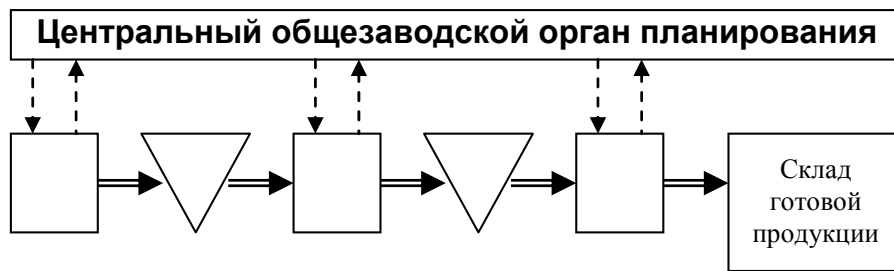 Центральный общезаводской орган планирования
Склад
готовой
продукции